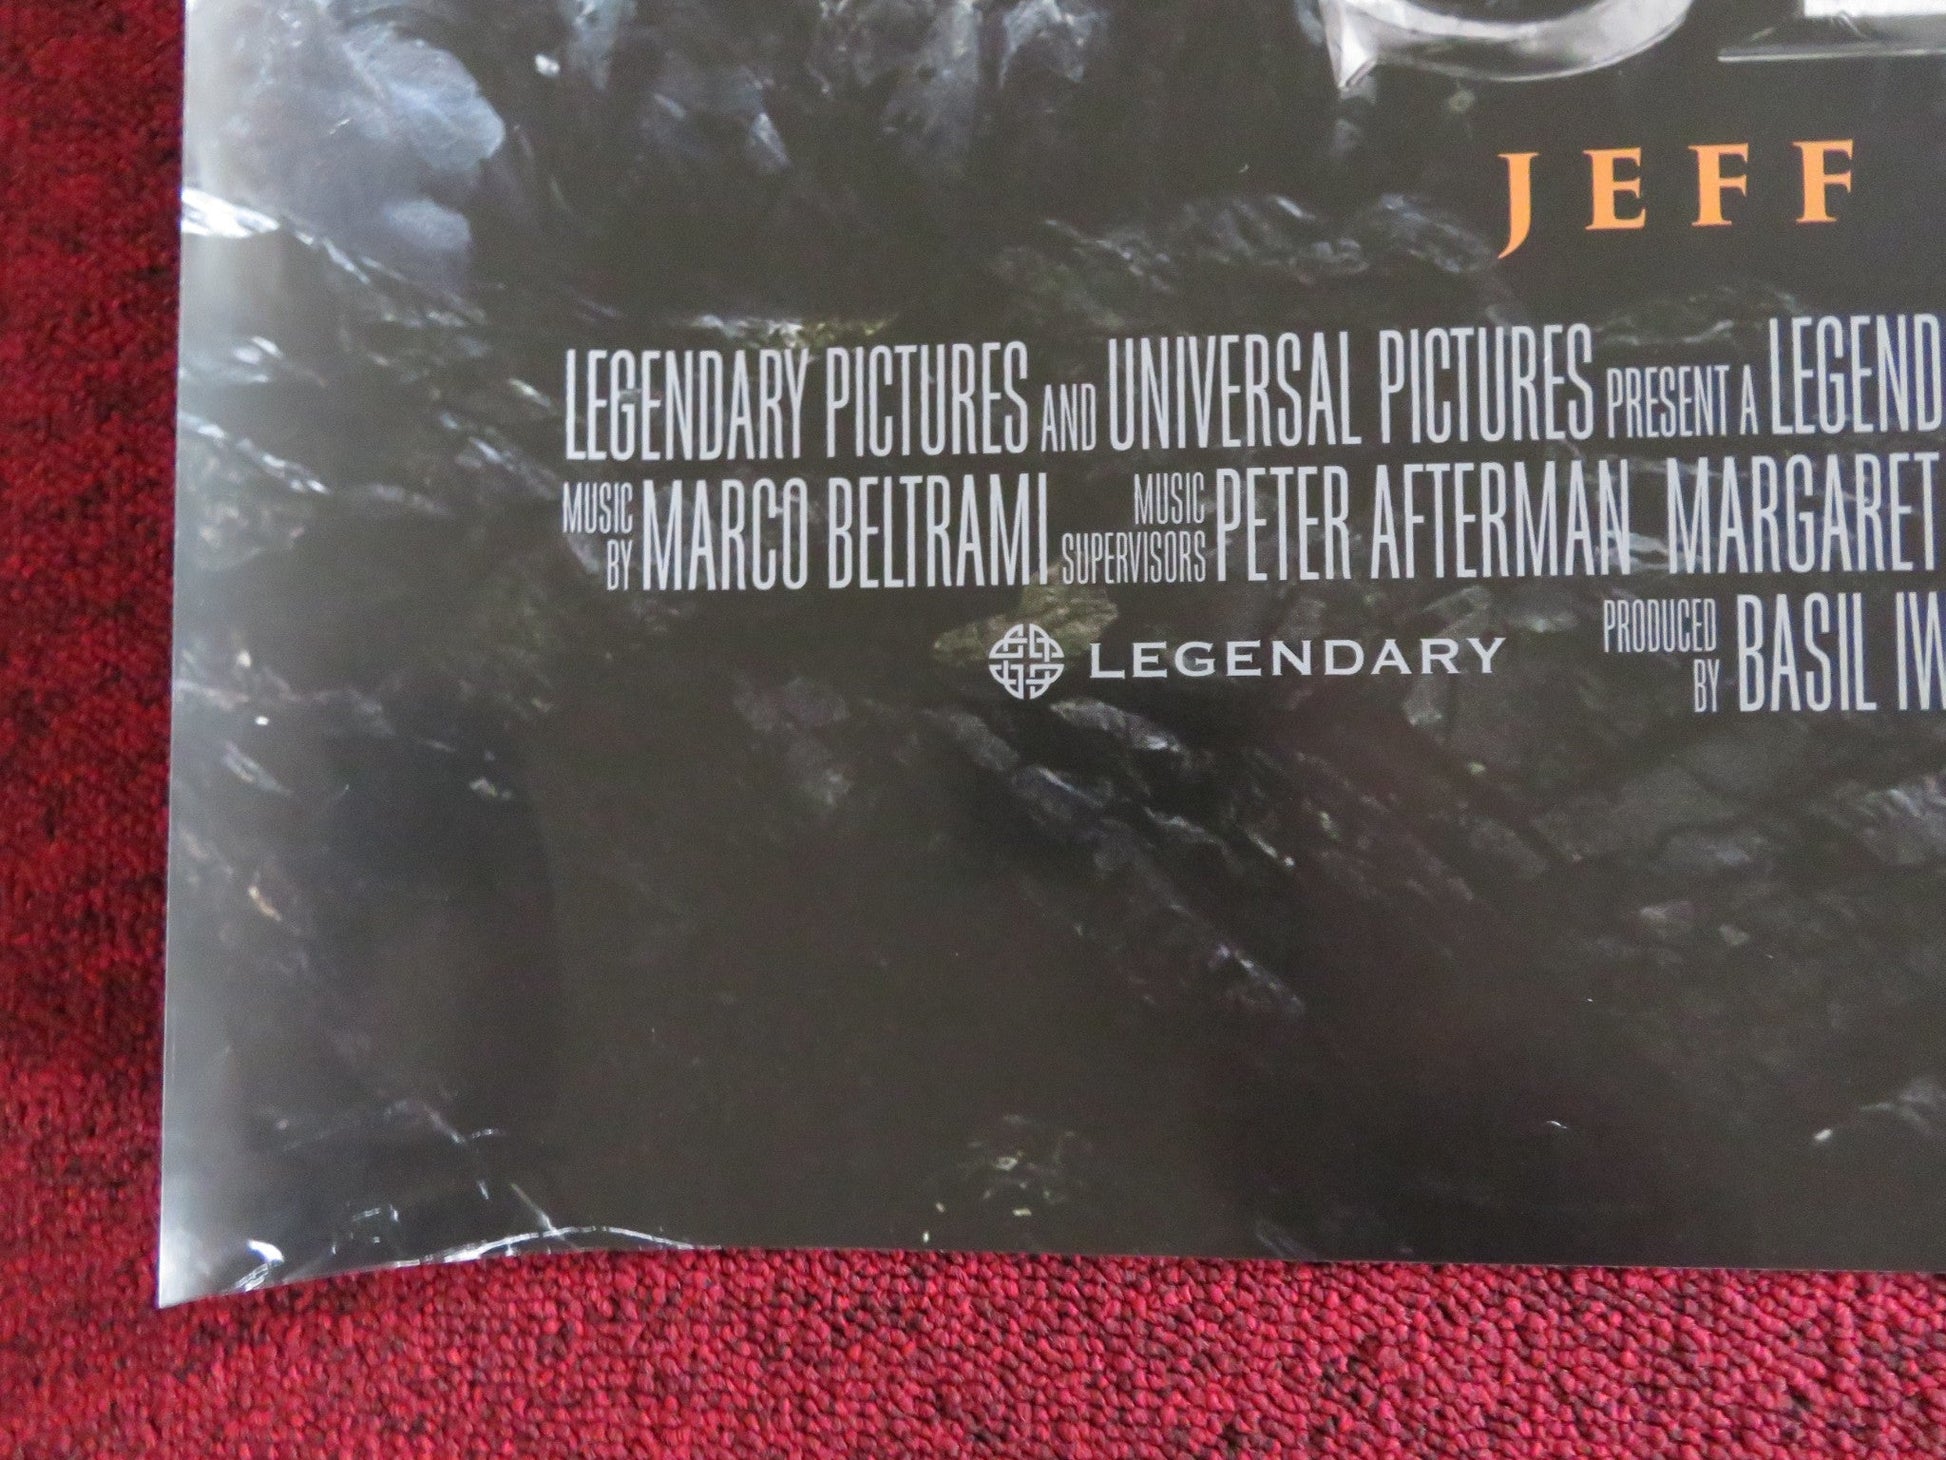 JEFF
LEGENDARY PICTURES AND UNIVERSAL PICTURES PRESENT A LEGEND
MUSIC BY MARCO BELTRAMI MUSIC SUPERVISORS PETER AFTERMAN MARGARET
PRODUCED BY BASIL IW
LEGENDARY